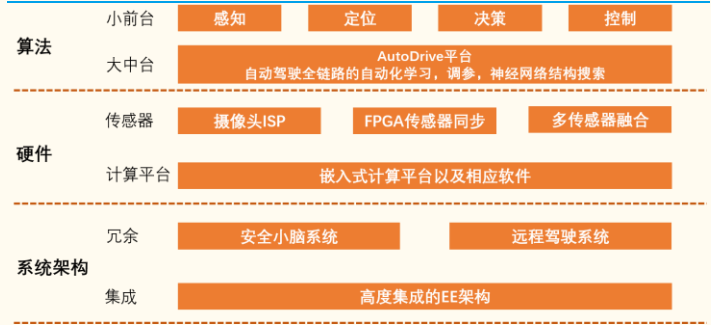 小前台 感知 定位 决策 控制
算法
大中台 AutoDrive平台
自动驾驶全链路的自动化学习，调参，神经网络结构搜索
传感器 摄像头ISP FPGA传感器同步 多传感器融合
硬件
计算平台 嵌入式计算平台以及相应软件
冗余 安全小脑系统 远程驾驶系统
系统架构
集成 高度集成的EE架构